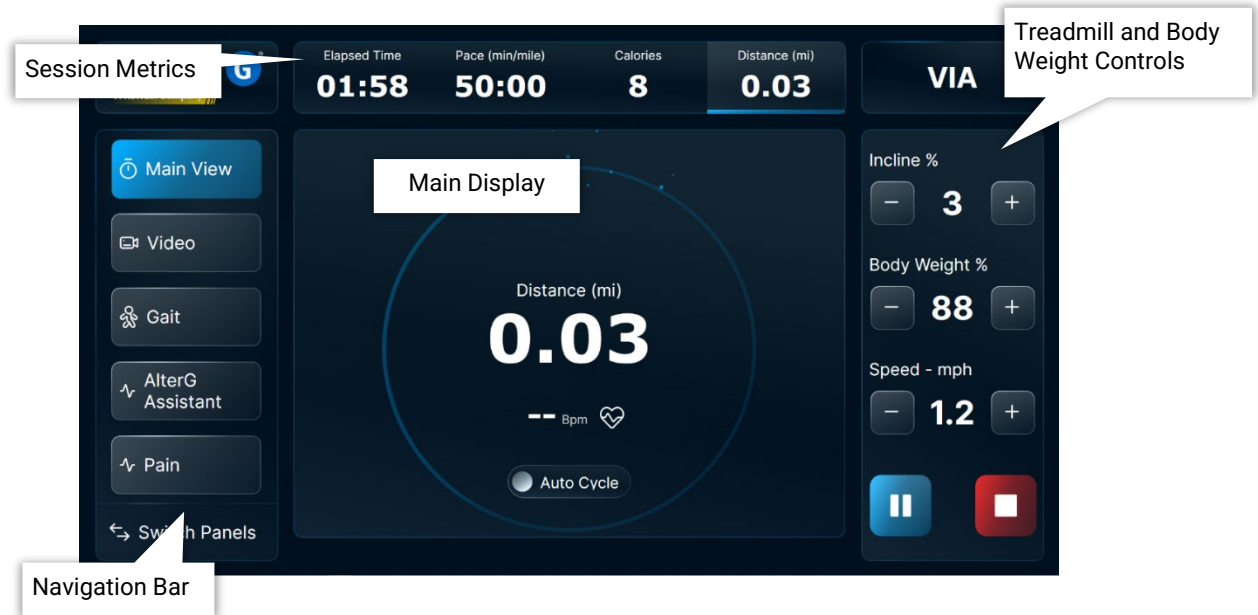 Session Metrics
G
Elapsed Time
01:58
Pace (min/mile)
50:00
Calories
8
Distance (mi)
0.03
VIA
Treadmill and Body
Weight Controls
Main View
Video
Gait
AlterG
Assistant
Pain
Switch Panels
Navigation Bar
Main Display
Distance (mi)
0.03
-- Bpm
Auto Cycle
Incline %
− 3 +
Body Weight %
− 88 +
Speed - mph
− 1.2 +